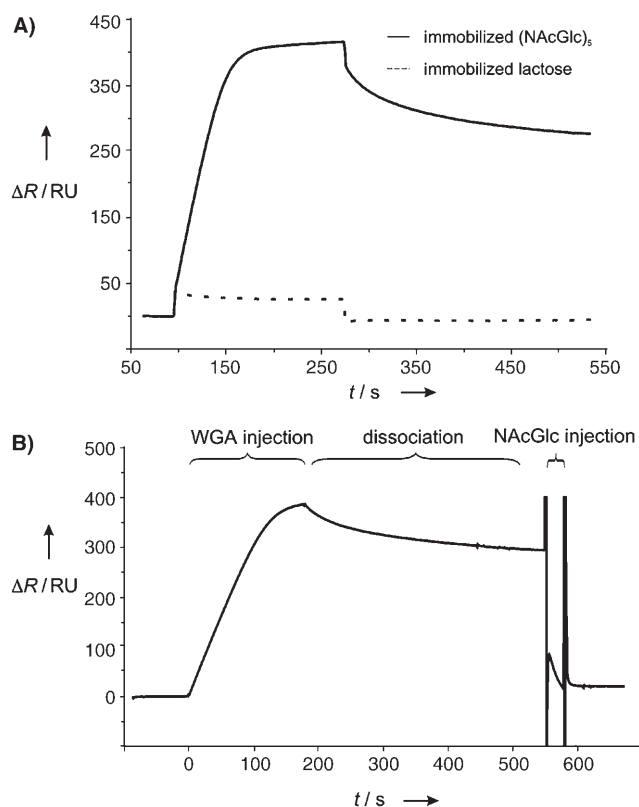 A)
immobilized (NAcGlc)₅
immobilized lactose
450
350
250
150
50
ΔR / RU
50 150 250 350 450 550
t / s
B)
WGA injection dissociation NAcGlc injection
500
400
300
200
100
0
ΔR / RU
0 100 200 300 400 500 600
t / s